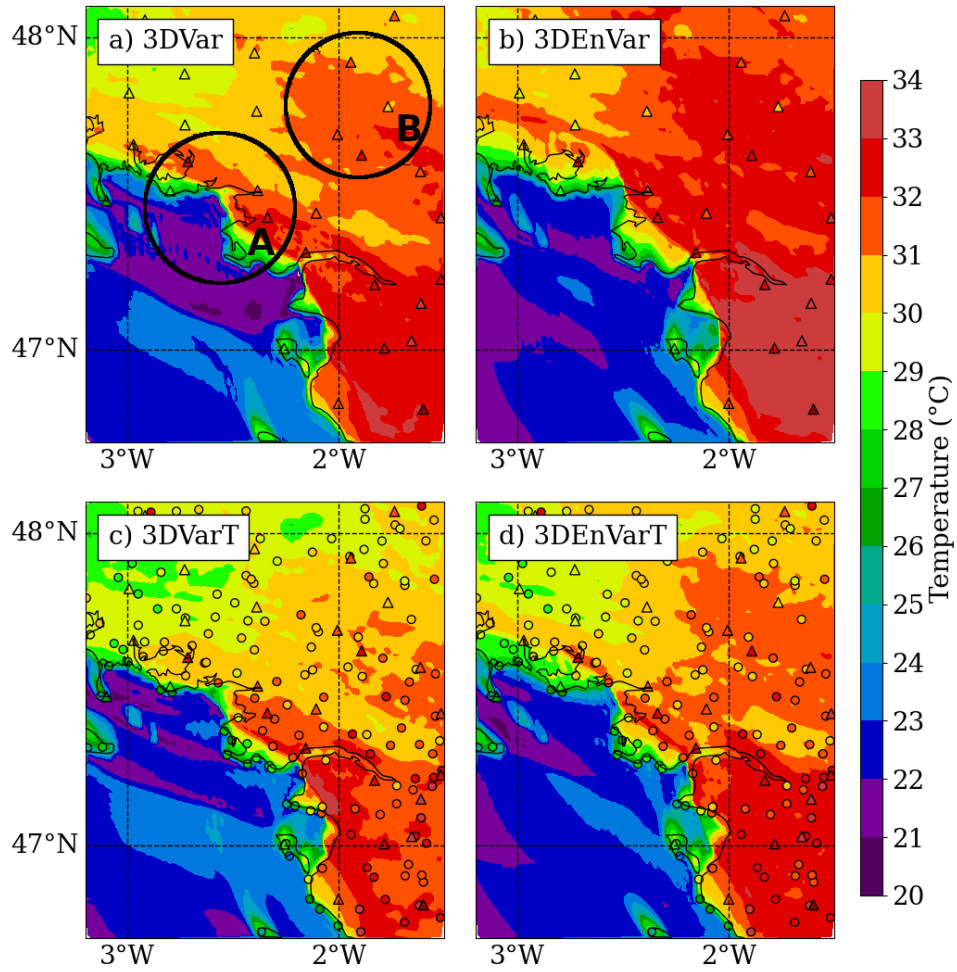 48°N
a) 3DVar
B
A
47°N
3°W 2°W
b) 3DEnVar
3°W 2°W
48°N
c) 3DVarT
47°N
3°W 2°W
d) 3DEnVarT
3°W 2°W
34
33
32
31
30
29
28
27
26
25
24
23
22
21
20
Temperature (°C)